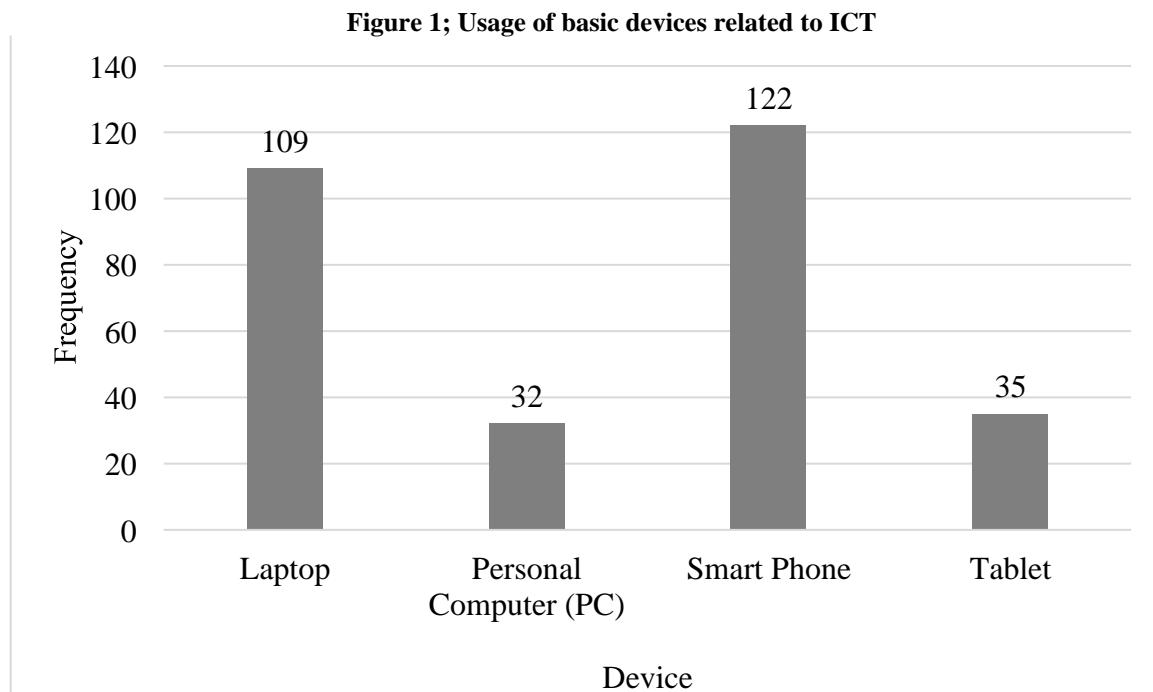 Figure 1; Usage of basic devices related to ICT
140
120
100
80
60
40
20
0
Frequency
109
32
122
35
Laptop
Personal
Computer (PC)
Smart Phone
Tablet
Device